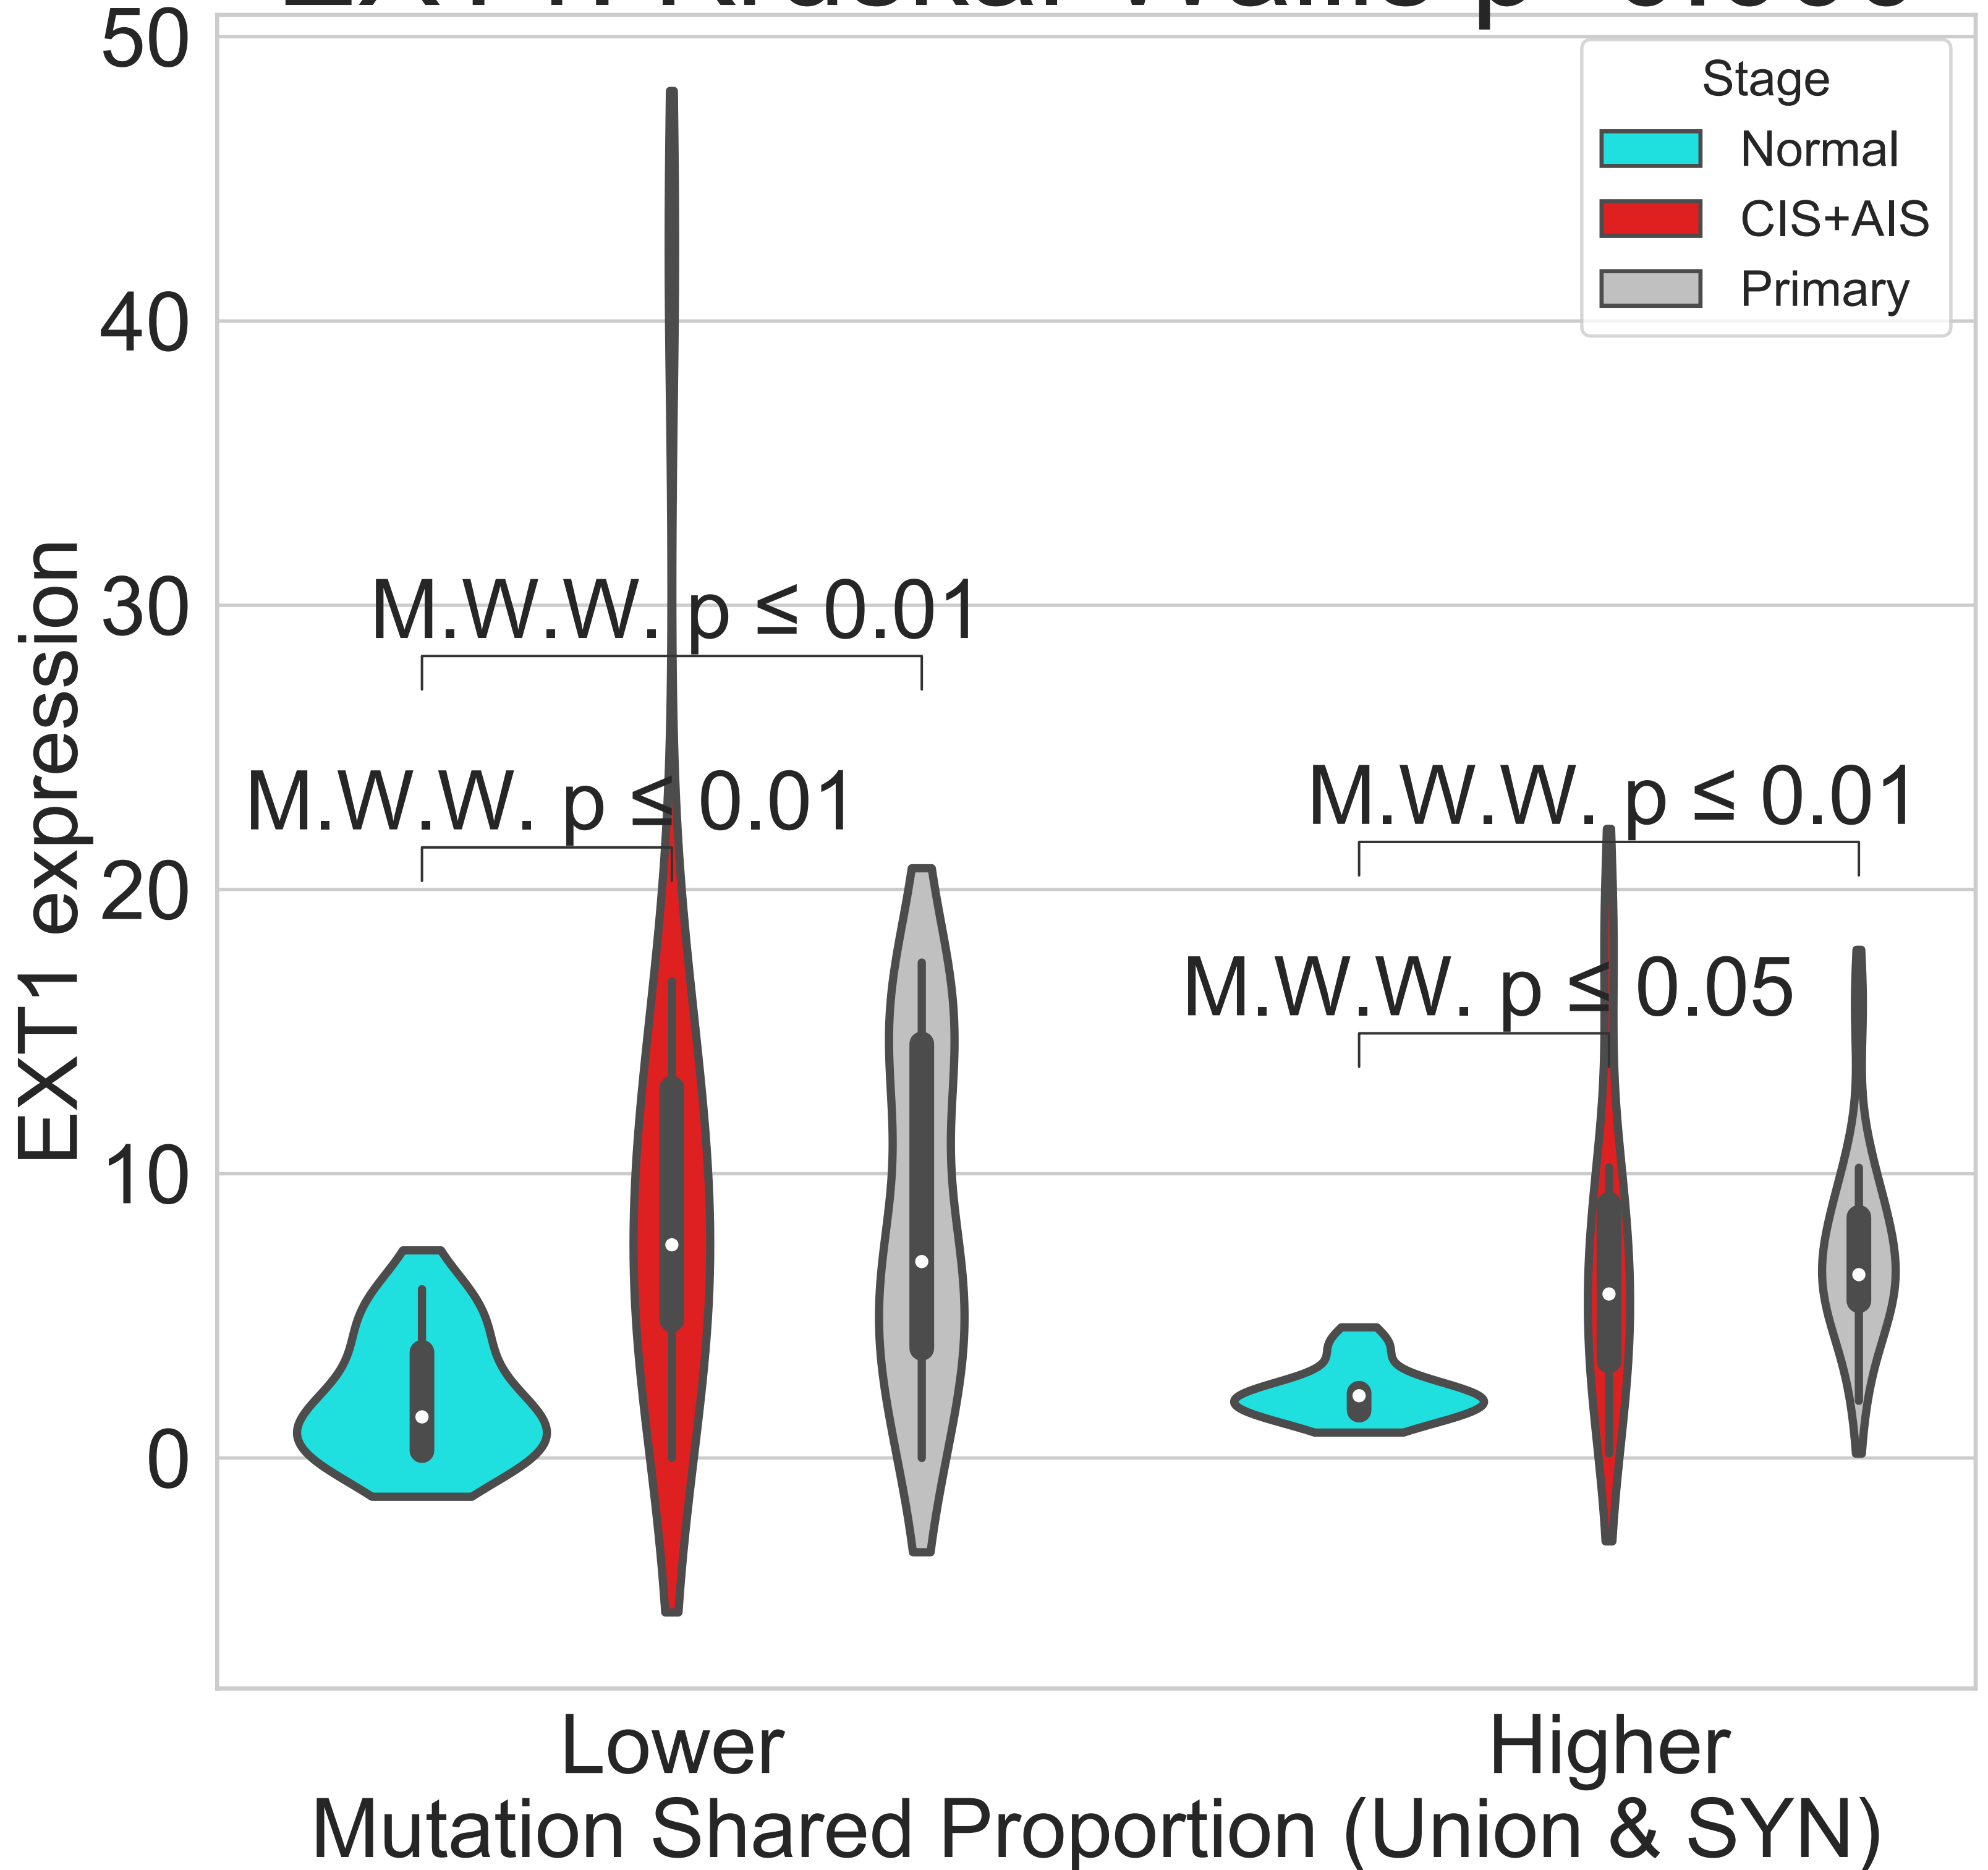 50
Stage
Normal
CIS+AIS
Primary
40
30
20
10
0
EXT1 expression
M.W.W. p ≤ 0.01
M.W.W. p ≤ 0.01
M.W.W. p ≤ 0.01
M.W.W. p ≤ 0.05
Lower
Higher
Mutation Shared Proportion (Union & SYN)